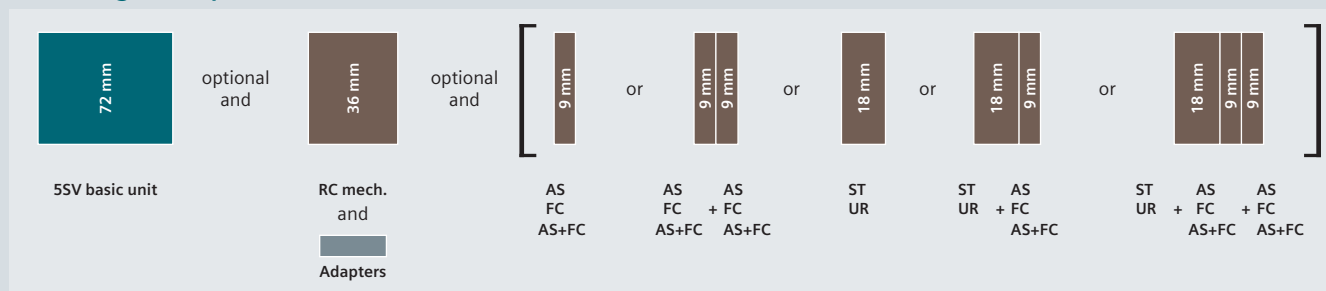 72 mm
optional
and
36 mm
optional
and
9 mm
or
9 mm
9 mm
or
18 mm
or
18 mm
9 mm
or
18 mm
9 mm
9 mm
5SV basic unit
RC mech.
and
Adapters
AS
FC
AS+FC
AS AS
FC + FC
AS+FC AS+FC
ST
UR
ST AS
UR + FC
AS+FC
ST AS AS
UR + FC + FC
AS+FC AS+FC